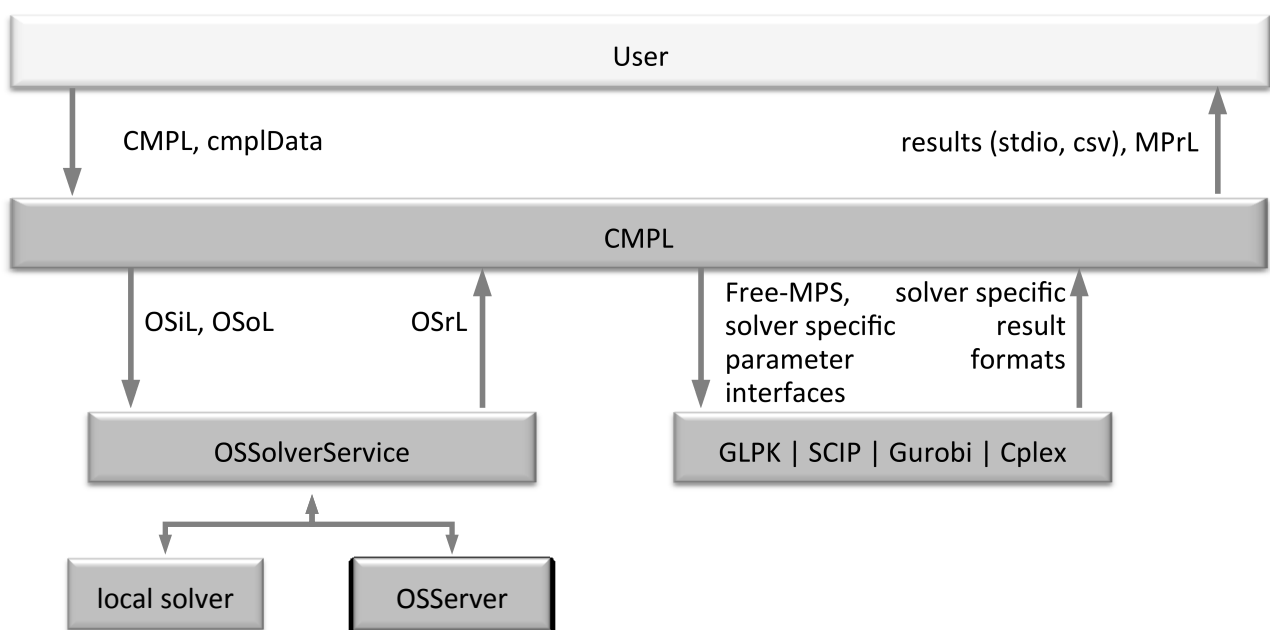 User
CMPL, cmplData
results (stdio, csv), MPrL
CMPL
OSiL, OSoL
OSrL
Free-MPS,
solver specific
parameter
interfaces
solver specific
result
formats
OSSolverService
GLPK | SCIP | Gurobi | Cplex
local solver
OSServer